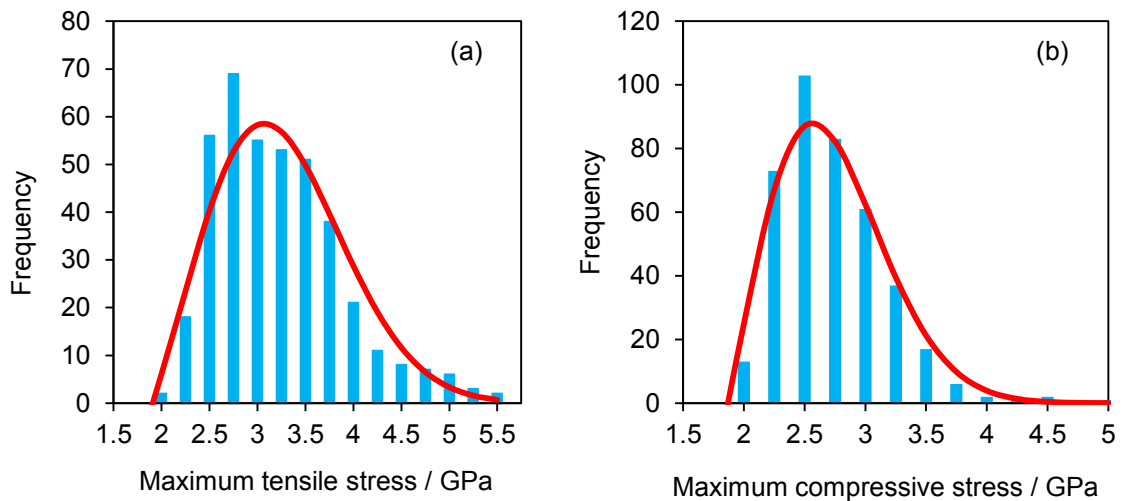 (a)
Frequency
80
70
60
50
40
30
20
10
0
1.5 2 2.5 3 3.5 4 4.5 5 5.5
Maximum tensile stress / GPa
(b)
Frequency
120
100
80
60
40
20
0
1.5 2 2.5 3 3.5 4 4.5 5
Maximum compressive stress / GPa